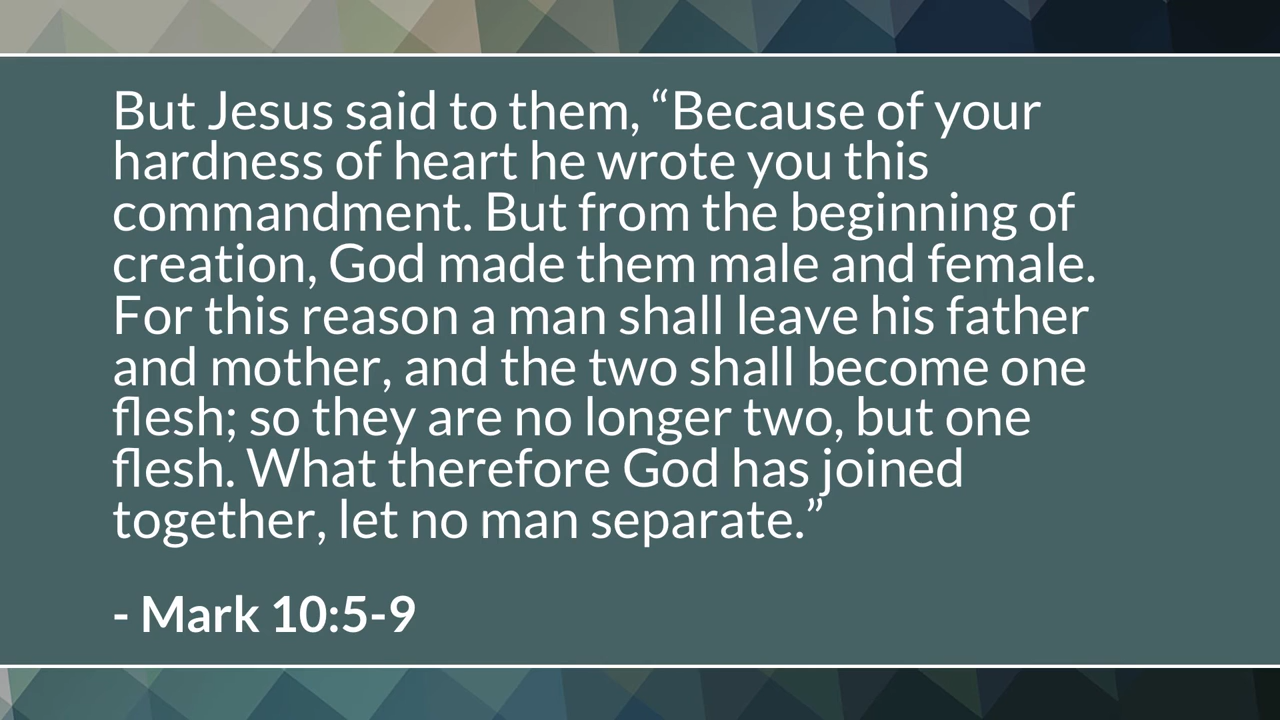 But Jesus said to them, “Because of your
hardness of heart he wrote you this
commandment. But from the beginning of
creation, God made them male and female.
For this reason a man shall leave his father
and mother, and the two shall become one
flesh; so they are no longer two, but one
flesh. What therefore God has joined
together, let no man separate.”
- Mark 10:5-9